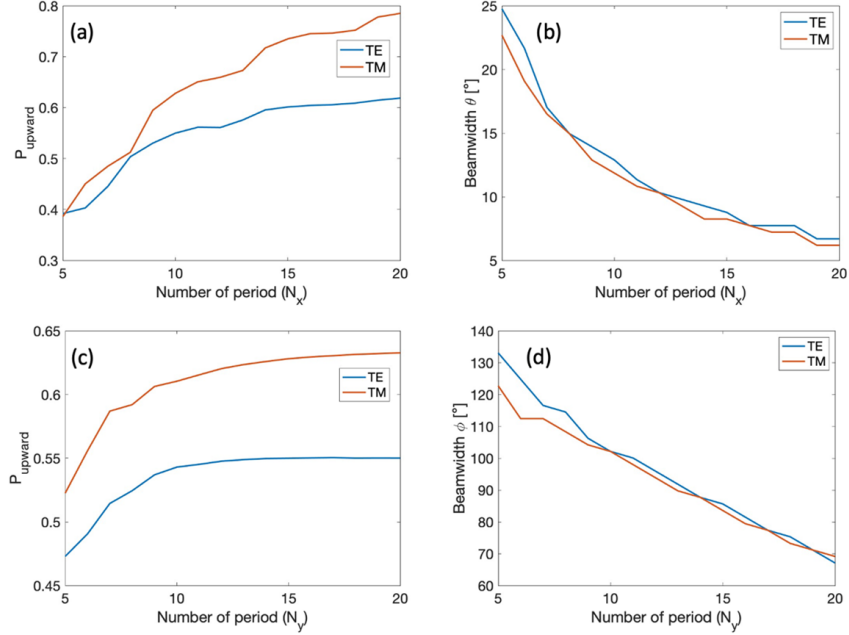 (a)
TE
TM
0.8
0.7
0.6
0.5
0.4
0.3
P_upward
5
10
15
20
Number of period (N_x)
(b)
TE
TM
25
20
15
10
5
Beamwidth θ [°]
5
10
15
20
Number of period (N_x)
(c)
TE
TM
0.65
0.6
0.55
0.5
0.45
P_upward
5
10
15
20
Number of period (N_y)
(d)
TE
TM
140
130
120
110
100
90
80
70
60
Beamwidth ϕ [°]
5
10
15
20
Number of period (N_y)